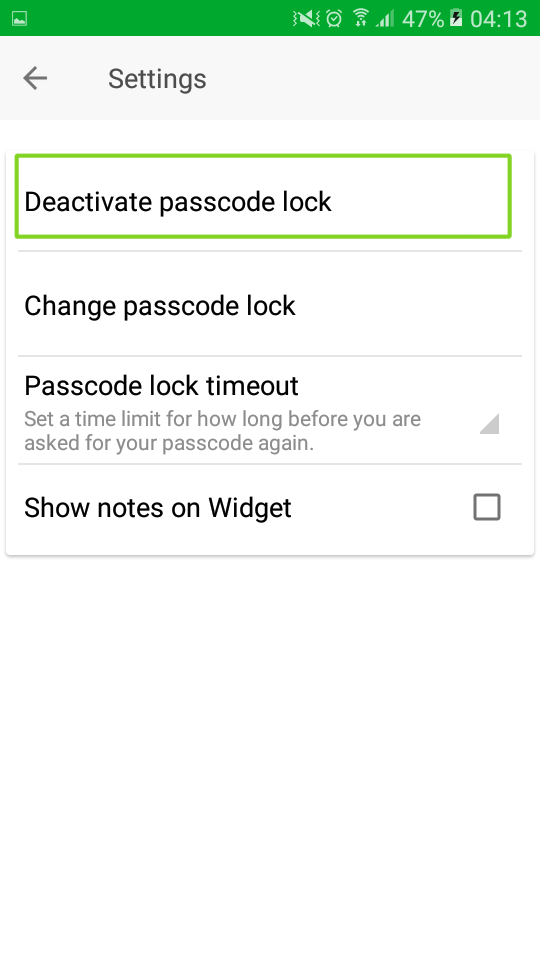 47% 04:13
Settings
Deactivate passcode lock
Change passcode lock
Passcode lock timeout
Set a time limit for how long before you are
asked for your passcode again.
Show notes on Widget